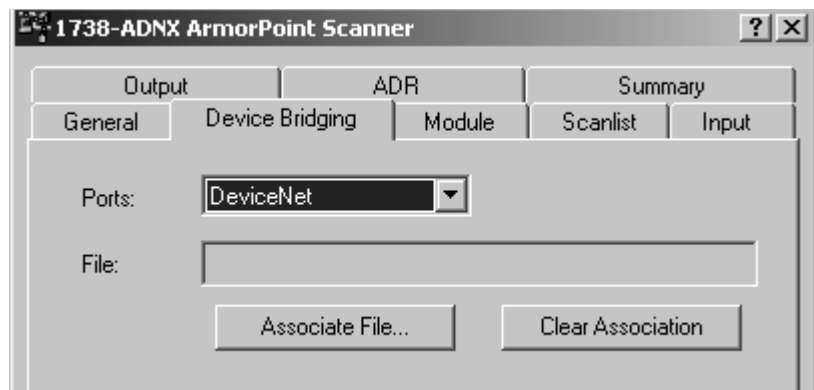 1738-ADNX ArmorPoint Scanner ? X
Output ADR Summary
General Device Bridging Module Scanlist Input
Ports: DeviceNet
File:
Associate File... Clear Association